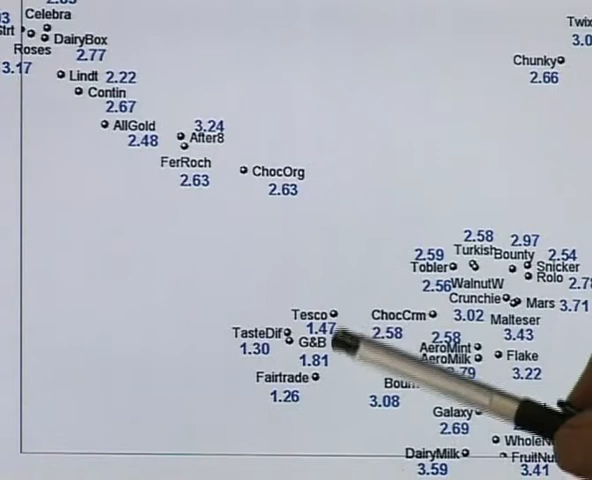 Celebra
Twix
Roses
DairyBox
2.77
3.17
Chunky
2.66
Lindt 2.22
Contin
2.67
AllGold
2.48
3.24
After8
FerRoch
2.63
ChocOrg
2.63
2.58
2.97
2.59
Turkish
Bounty
2.54
Tobler
Snicker
Rolo
2.56
WalnutW
Crunchie
Mars 3.71
3.02
Malteser
3.43
Tesco
1.47
ChocCrm
2.58
2.58
TasteDif
1.30
G&B
1.81
AeroMint
AeroMilk
Flake
3.22
Fairtrade
1.26
3.08
Galaxy
2.69
DairyMilk
3.59
3.41